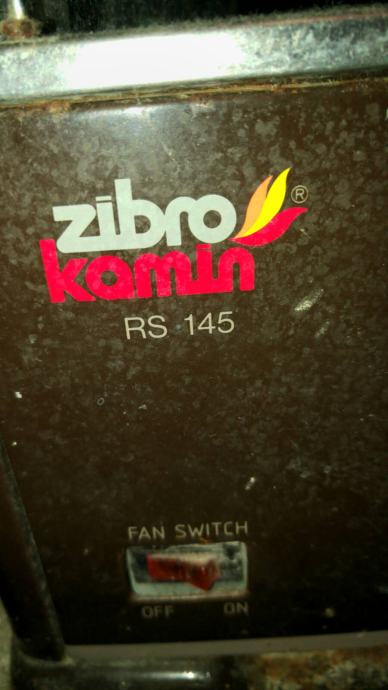 zibro ®
kamin
RS 145
FAN SWITCH
OFF ON